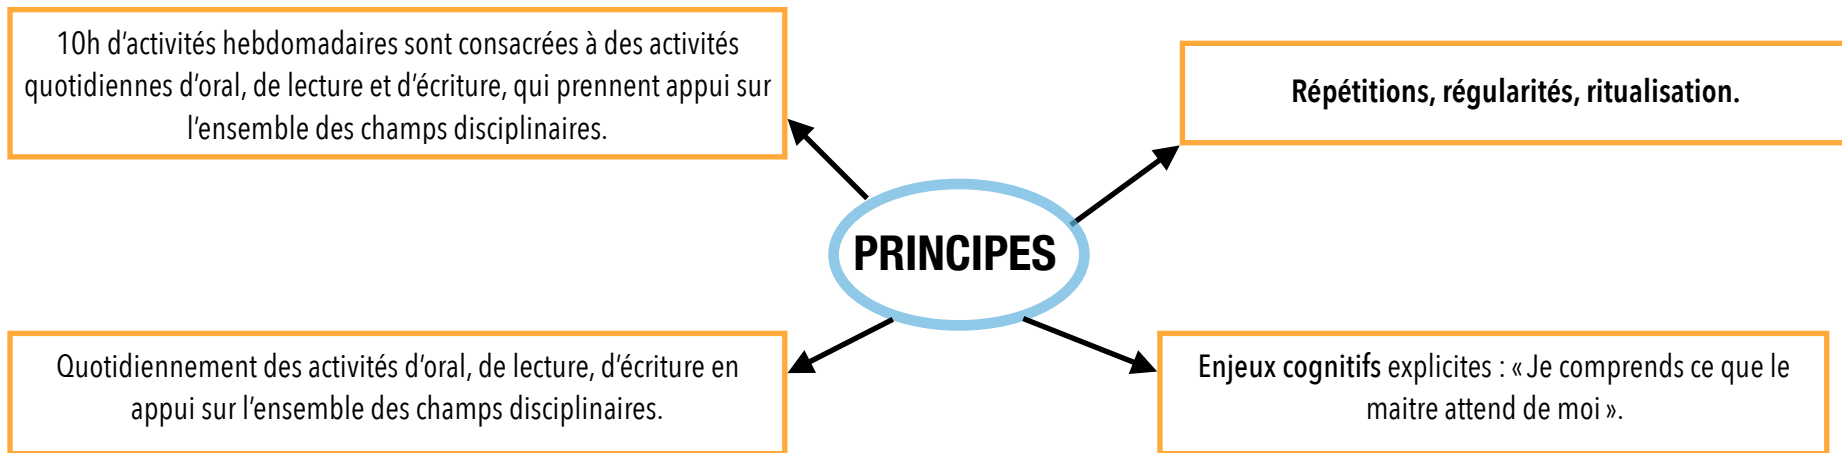 10h d’activités hebdomadaires sont consacrées à des activités
quotidiennes d’oral, de lecture et d’écriture, qui prennent appui sur
l’ensemble des champs disciplinaires.
Répétitions, régularités, ritualisation.
PRINCIPES
Quotidiennement des activités d’oral, de lecture, d’écriture en
appui sur l’ensemble des champs disciplinaires.
Enjeux cognitifs explicites : « Je comprends ce que le
maitre attend de moi ».